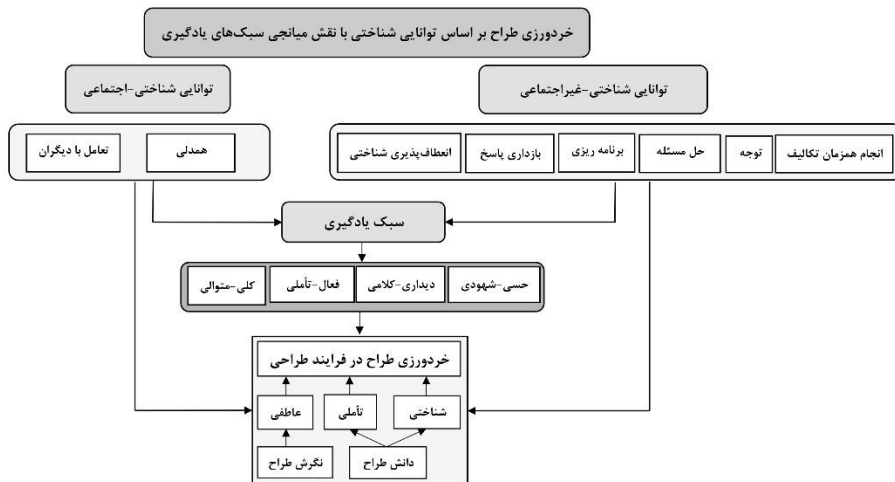 خردورزی طراح بر اساس توانایی شناختی با نقش میانجی سبک‌های یادگیری
توانایی شناختی-غیراجتماعی
توانایی شناختی-اجتماعی
انجام همزمان تکالیف
توجه
حل مسئله
برنامه ریزی
بازداری پاسخ
انعطاف‌پذیری شناختی
همدلی
تعامل با دیگران
سبک یادگیری
حسی-شهودی
دیداری-کلامی
فعال-تأملی
کلی-متوالی
خردورزی طراح در فرایند طراحی
شناختی
تأملی
عاطفی
دانش طراح
نگرش طراح